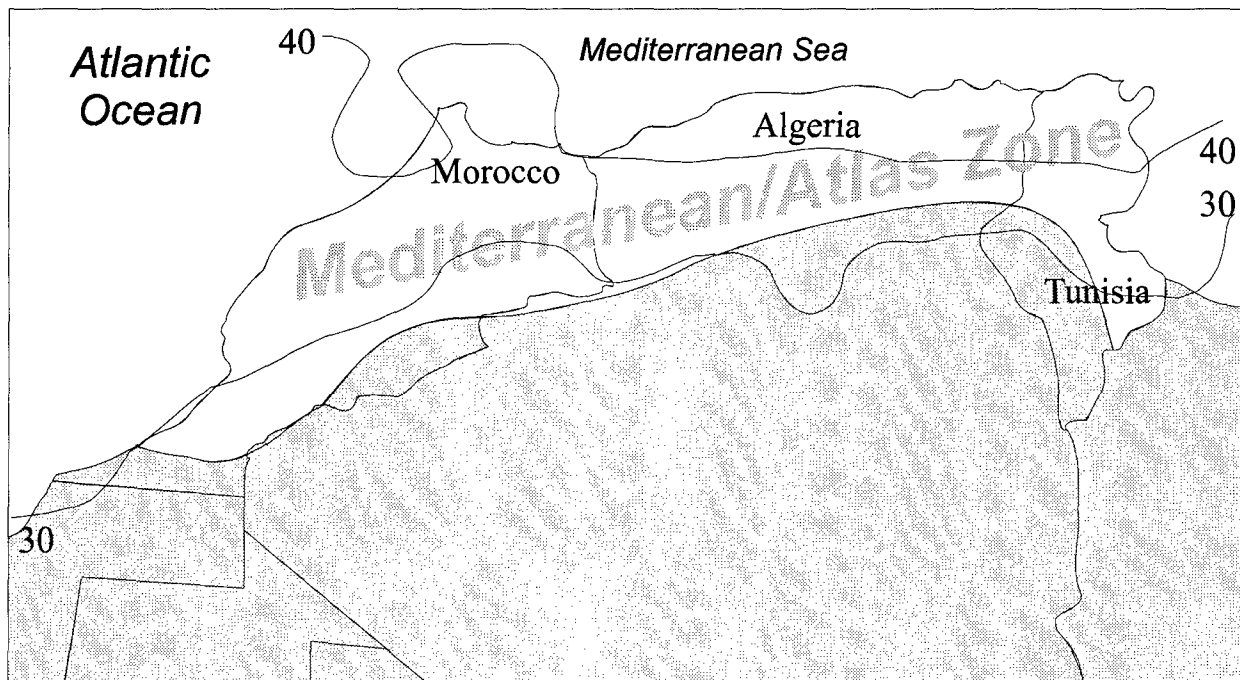 40
Mediterranean Sea
Atlantic
Ocean
Algeria
40
Morocco
Mediterranean/Atlas Zone
30
Tunisia
30